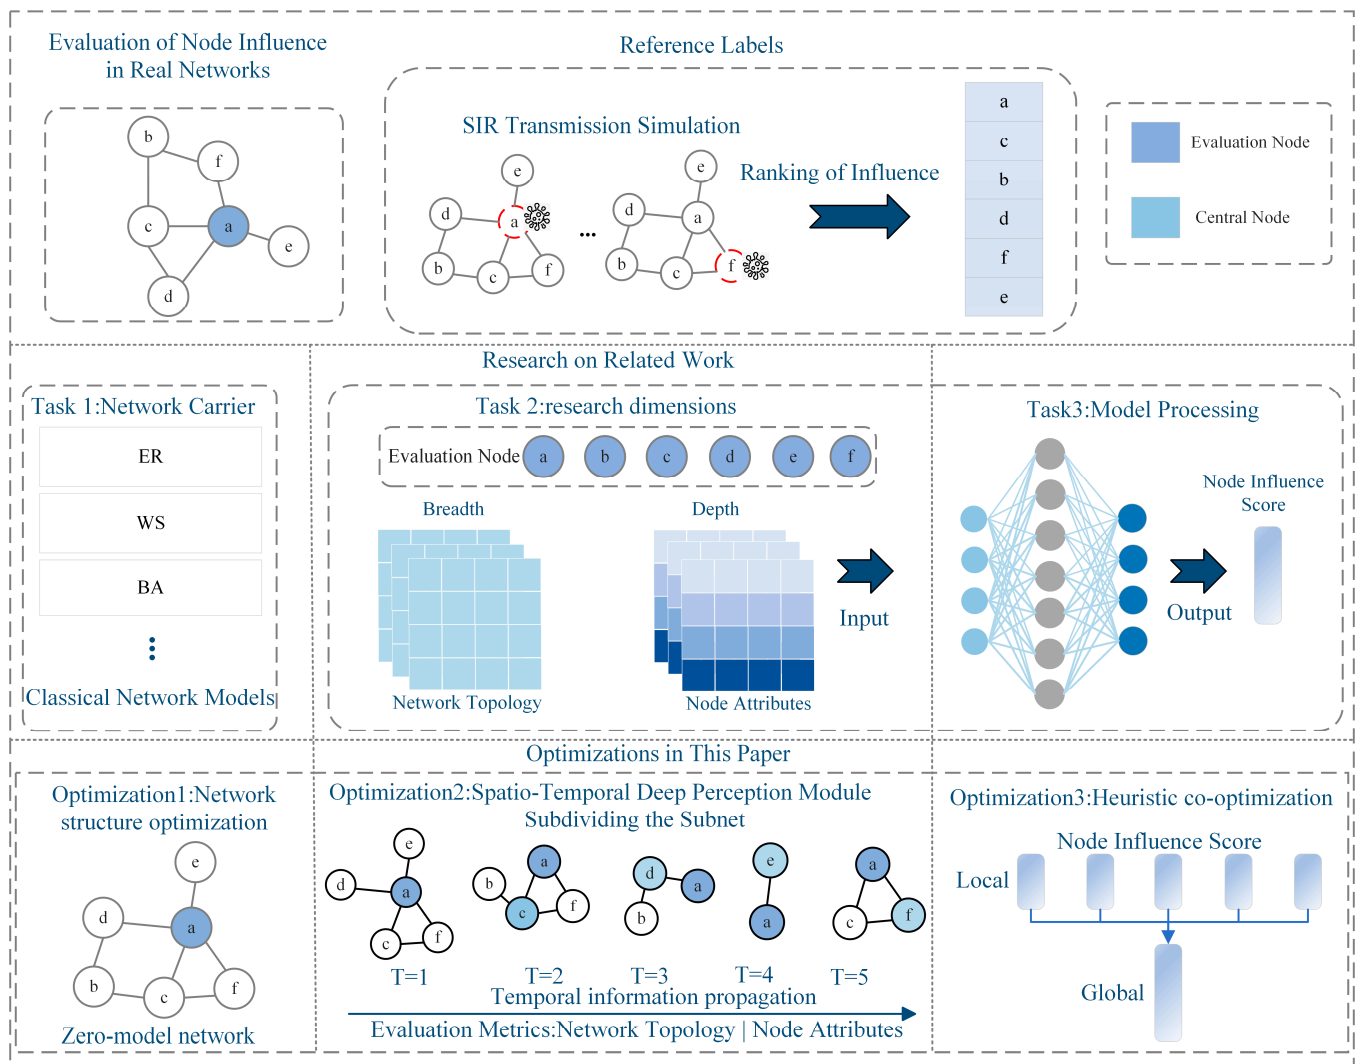 Evaluation of Node Influence
in Real Networks
b
f
c
a
e
d
Reference Labels
SIR Transmission Simulation
e
d
a
b
c
f
...
e
d
a
b
c
f
Ranking of Influence
a
c
b
d
f
e
Evaluation Node
Central Node
Research on Related Work
Task 1:Network Carrier
ER
WS
BA
Classical Network Models
Task 2:research dimensions
Evaluation Node a b c d e f
Breadth
Network Topology
Depth
Node Attributes
Input
Task3:Model Processing
Output
Node Influence
Score
Optimizations in This Paper
Optimization1:Network
structure optimization
e
d
a
b
c
f
Zero-model network
Optimization2:Spatio-Temporal Deep Perception Module
Subdividing the Subnet
e
d
a
c
f
T=1
a
b
c
f
T=2
d
a
b
T=3
e
a
T=4
a
c
f
T=5
Temporal information propagation
Evaluation Metrics:Network Topology | Node Attributes
Optimization3:Heuristic co-optimization
Node Influence Score
Local
Global